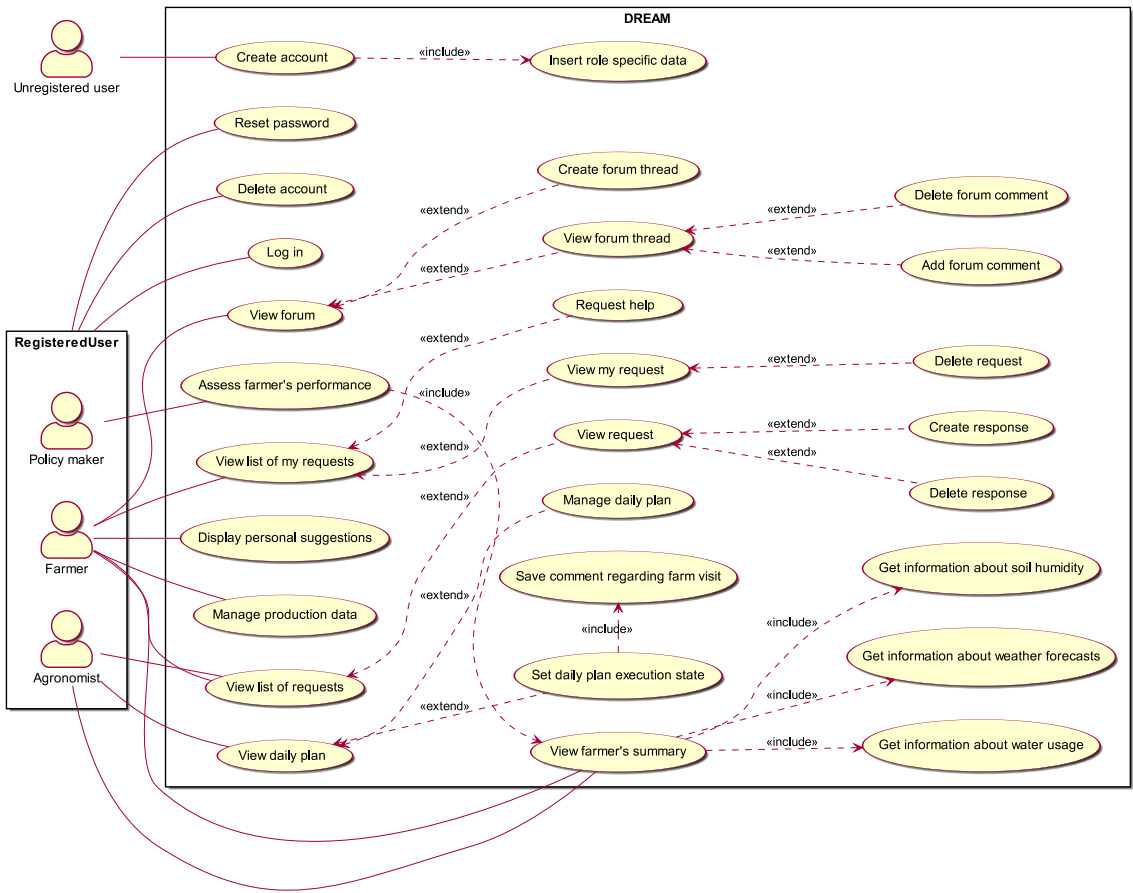 DREAM
Unregistered user
Create account
«include»
Insert role specific data
Reset password
Delete account
Log in
View forum
Create forum thread
«extend»
View forum thread
«extend»
Delete forum comment
«extend»
Add forum comment
«extend»
RegisteredUser
Policy maker
Farmer
Agronomist
Assess farmer's performance
«include»
Request help
«extend»
View my request
«extend»
Delete request
«extend»
View list of my requests
View request
«extend»
Create response
«extend»
Delete response
«extend»
Display personal suggestions
Manage daily plan
Manage production data
Save comment regarding farm visit
«include»
Set daily plan execution state
«extend»
View list of requests
View daily plan
View farmer's summary
Get information about soil humidity
«include»
Get information about weather forecasts
«include»
Get information about water usage
«include»